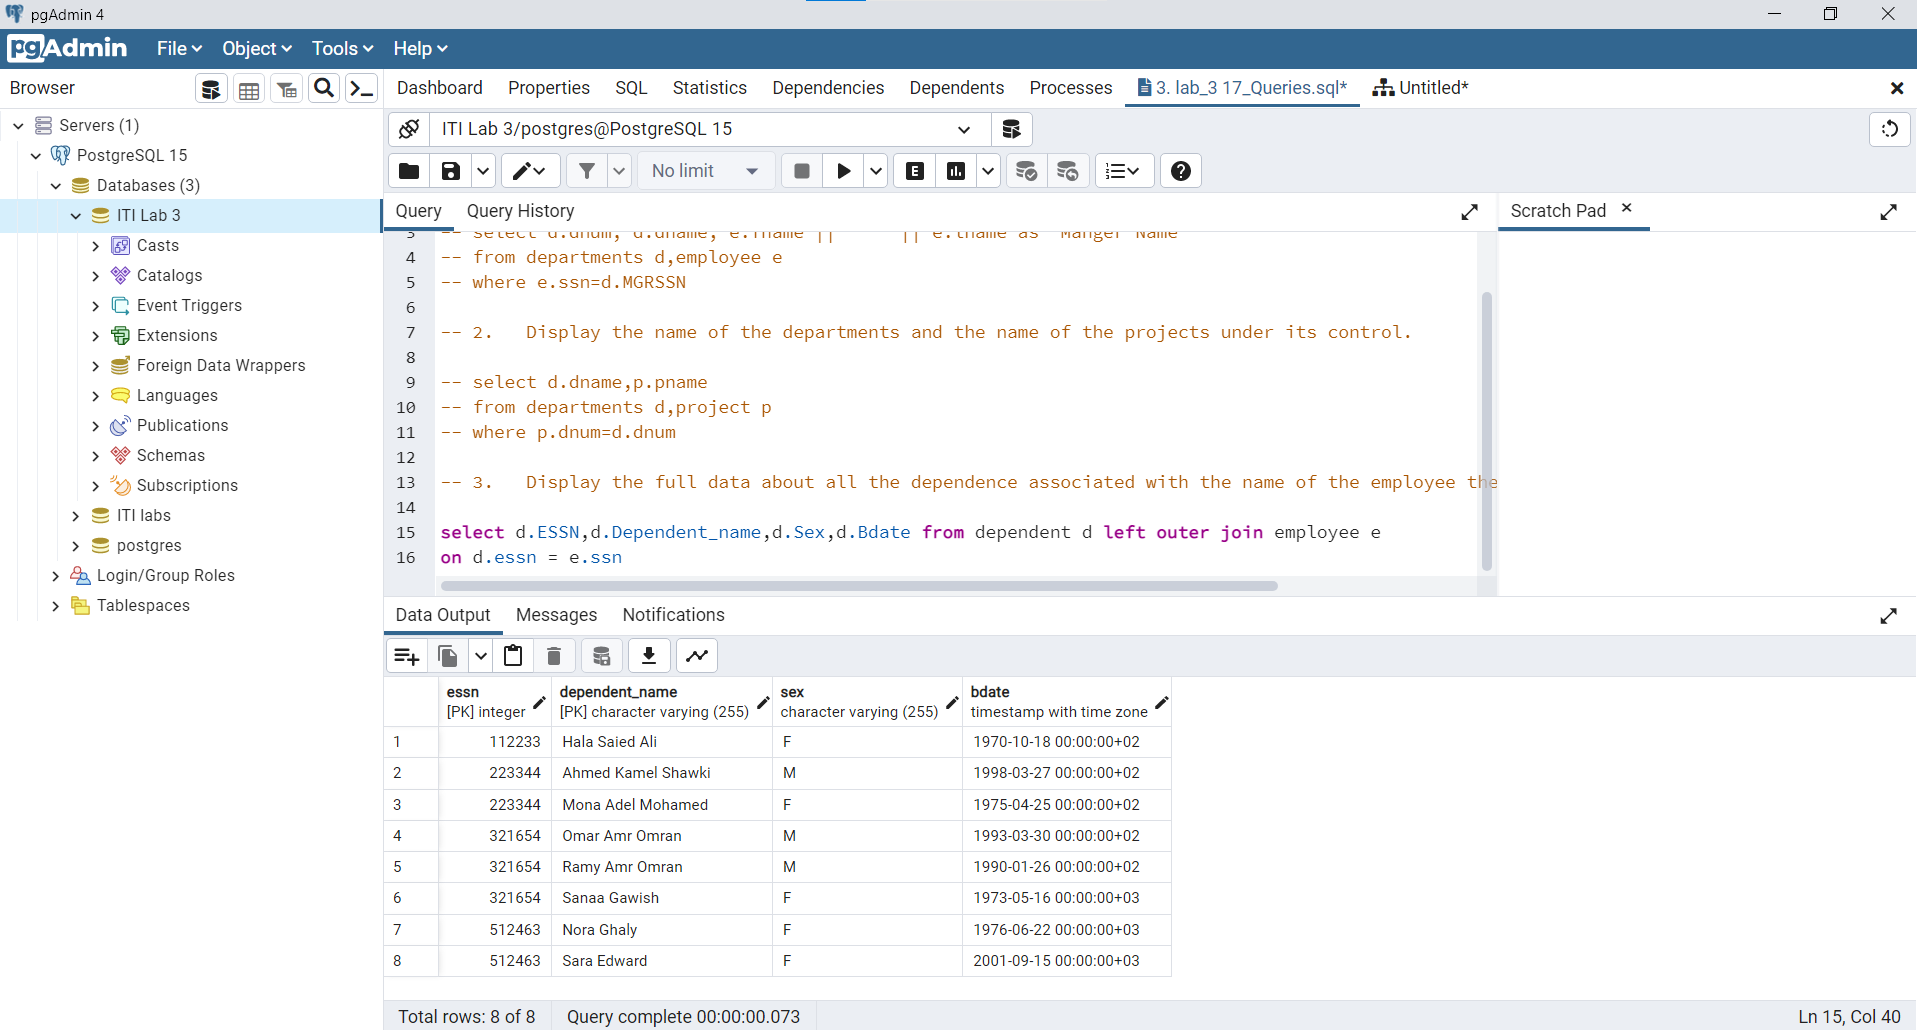 pgAdmin 4
pgAdmin File Object Tools Help
Browser
Dashboard Properties SQL Statistics Dependencies Dependents Processes 3. lab_3 17_Queries.sql* Untitled*
Servers (1)
PostgreSQL 15
Databases (3)
ITI Lab 3
Casts
Catalogs
Event Triggers
Extensions
Foreign Data Wrappers
Languages
Publications
Schemas
Subscriptions
ITI labs
postgres
Login/Group Roles
Tablespaces
ITI Lab 3/postgres@PostgreSQL 15
No limit
E
Query Query History
Scratch Pad
3 -- select d.dnum, d.dname, e.fname || || e.lname as Manger Name
4 -- from departments d,employee e
5 -- where e.ssn=d.MGRSSN
6
7 -- 2. Display the name of the departments and the name of the projects under its control.
8
9 -- select d.dname,p.pname
10 -- from departments d,project p
11 -- where p.dnum=d.dnum
12
13 -- 3. Display the full data about all the dependence associated with the name of the employee the
14
15 select d.ESSN,d.Dependent_name,d.Sex,d.Bdate from dependent d left outer join employee e
16 on d.essn = e.ssn
Data Output Messages Notifications
essn dependent_name sex bdate
[PK] integer [PK] character varying (255) character varying (255) timestamp with time zone
1 112233 Hala Saied Ali F 1970-10-18 00:00:00+02
2 223344 Ahmed Kamel Shawki M 1998-03-27 00:00:00+02
3 223344 Mona Adel Mohamed F 1975-04-25 00:00:00+02
4 321654 Omar Amr Omran M 1993-03-30 00:00:00+02
5 321654 Ramy Amr Omran M 1990-01-26 00:00:00+02
6 321654 Sanaa Gawish F 1973-05-16 00:00:00+03
7 512463 Nora Ghaly F 1976-06-22 00:00:00+03
8 512463 Sara Edward F 2001-09-15 00:00:00+03
Total rows: 8 of 8 Query complete 00:00:00.073 Ln 15, Col 40